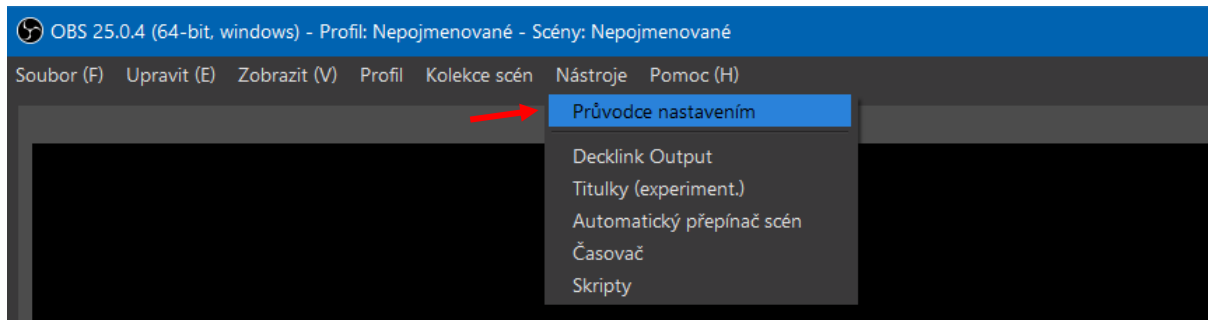 OBS 25.0.4 (64-bit, windows) - Profil: Nepojmenované - Scény: Nepojmenované
Soubor (F) Upravit (E) Zobrazit (V) Profil Kolekce scén Nástroje Pomoc (H)
Průvodce nastavením
Decklink Output
Titulky (experiment.)
Automatický přepínač scén
Časovač
Skripty